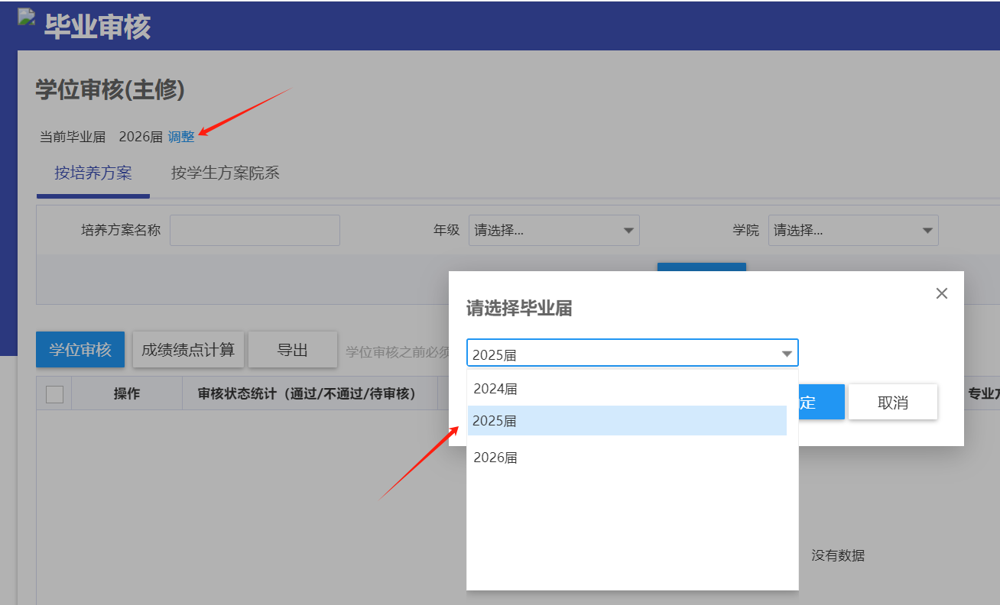 毕业审核
学位审核(主修)
当前毕业届 2026届 调整
按培养方案 按学生方案院系
培养方案名称 年级 请选择... 学院 请选择...
请选择毕业届
2025届
2024届
2025届
2026届
定 取消
学位审核 成绩绩点计算 导出 学位审核之前必须
操作 审核状态统计（通过/不通过/待审核） 专业方
没有数据